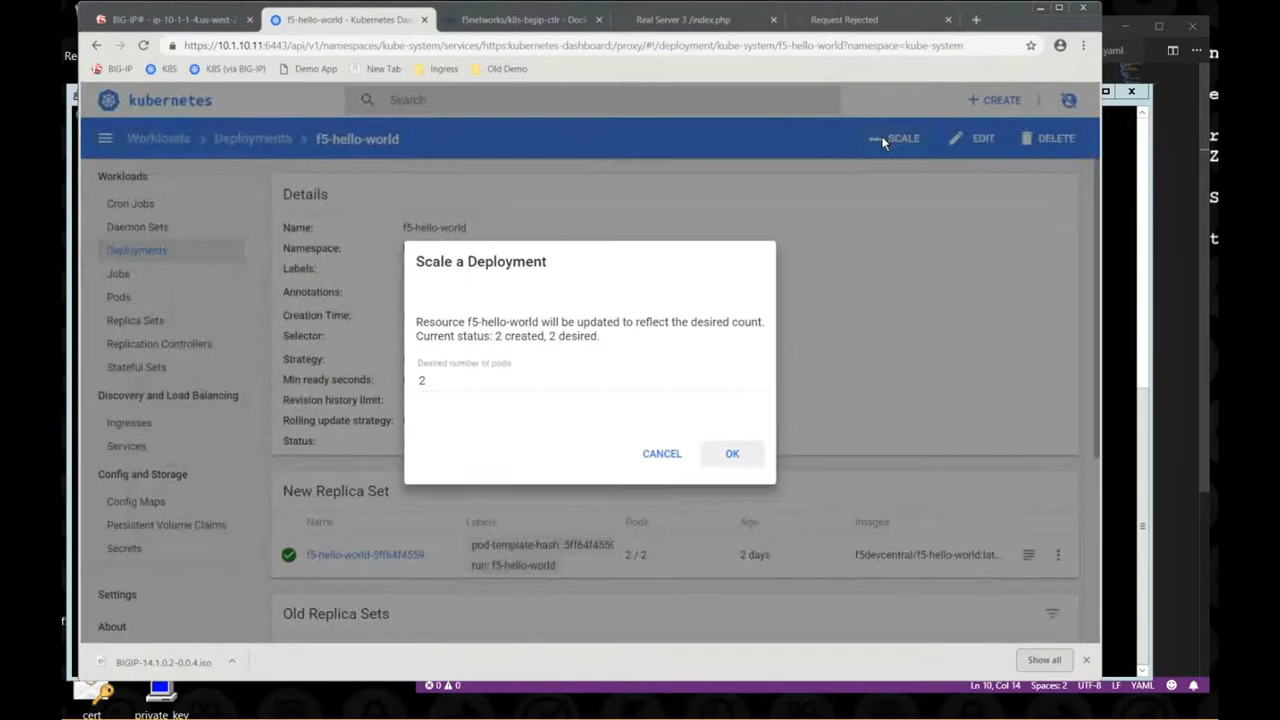 BIG-IP® - ip-10-1-1-4.us-west-
f5-hello-world - Kubernetes Das
f5networks/k8s-bigip-ctlr - Dock
Real Server 3 /index.php
Request Rejected
https://10.1.10.11:6443/api/v1/namespaces/kube-system/services/https:kubernetes-dashboard:/proxy/#!/deployment/kube-system/f5-hello-world?namespace=kube-system
yaml
Re
BIG-IP
K8S
K8S (via BIG-IP)
Demo App
New Tab
Ingress
Old Demo
kubernetes
Search
+ CREATE
Workloads > Deployments > f5-hello-world
SCALE
EDIT
DELETE
Workloads
Cron Jobs
Daemon Sets
Deployments
Jobs
Pods
Replica Sets
Replication Controllers
Stateful Sets
Discovery and Load Balancing
Ingresses
Services
Config and Storage
Config Maps
Persistent Volume Claims
Secrets
Settings
About
Details
Name: f5-hello-world
Namespace:
Labels:
Annotations:
Creation Time:
Selector:
Strategy:
Min ready seconds:
Revision history limit:
Rolling update strategy:
Status:
Scale a Deployment
Resource f5-hello-world will be updated to reflect the desired count.
Current status: 2 created, 2 desired.
Desired number of pods
2
CANCEL
OK
New Replica Set
Name Labels Pods Age Images
f5-hello-world-5ff64f4559
pod-template-hash: 5ff64f4559
run: f5-hello-world
2 / 2
2 days
f5devcentral/f5-hello-world:lat...
Old Replica Sets
BIGIP-14.1.0.2-0.0.4.iso
Show all
0 0
Ln 10, Col 14 Spaces: 2 UTF-8 LF YAML
cert
private_key
n
e
r
Z
S
t